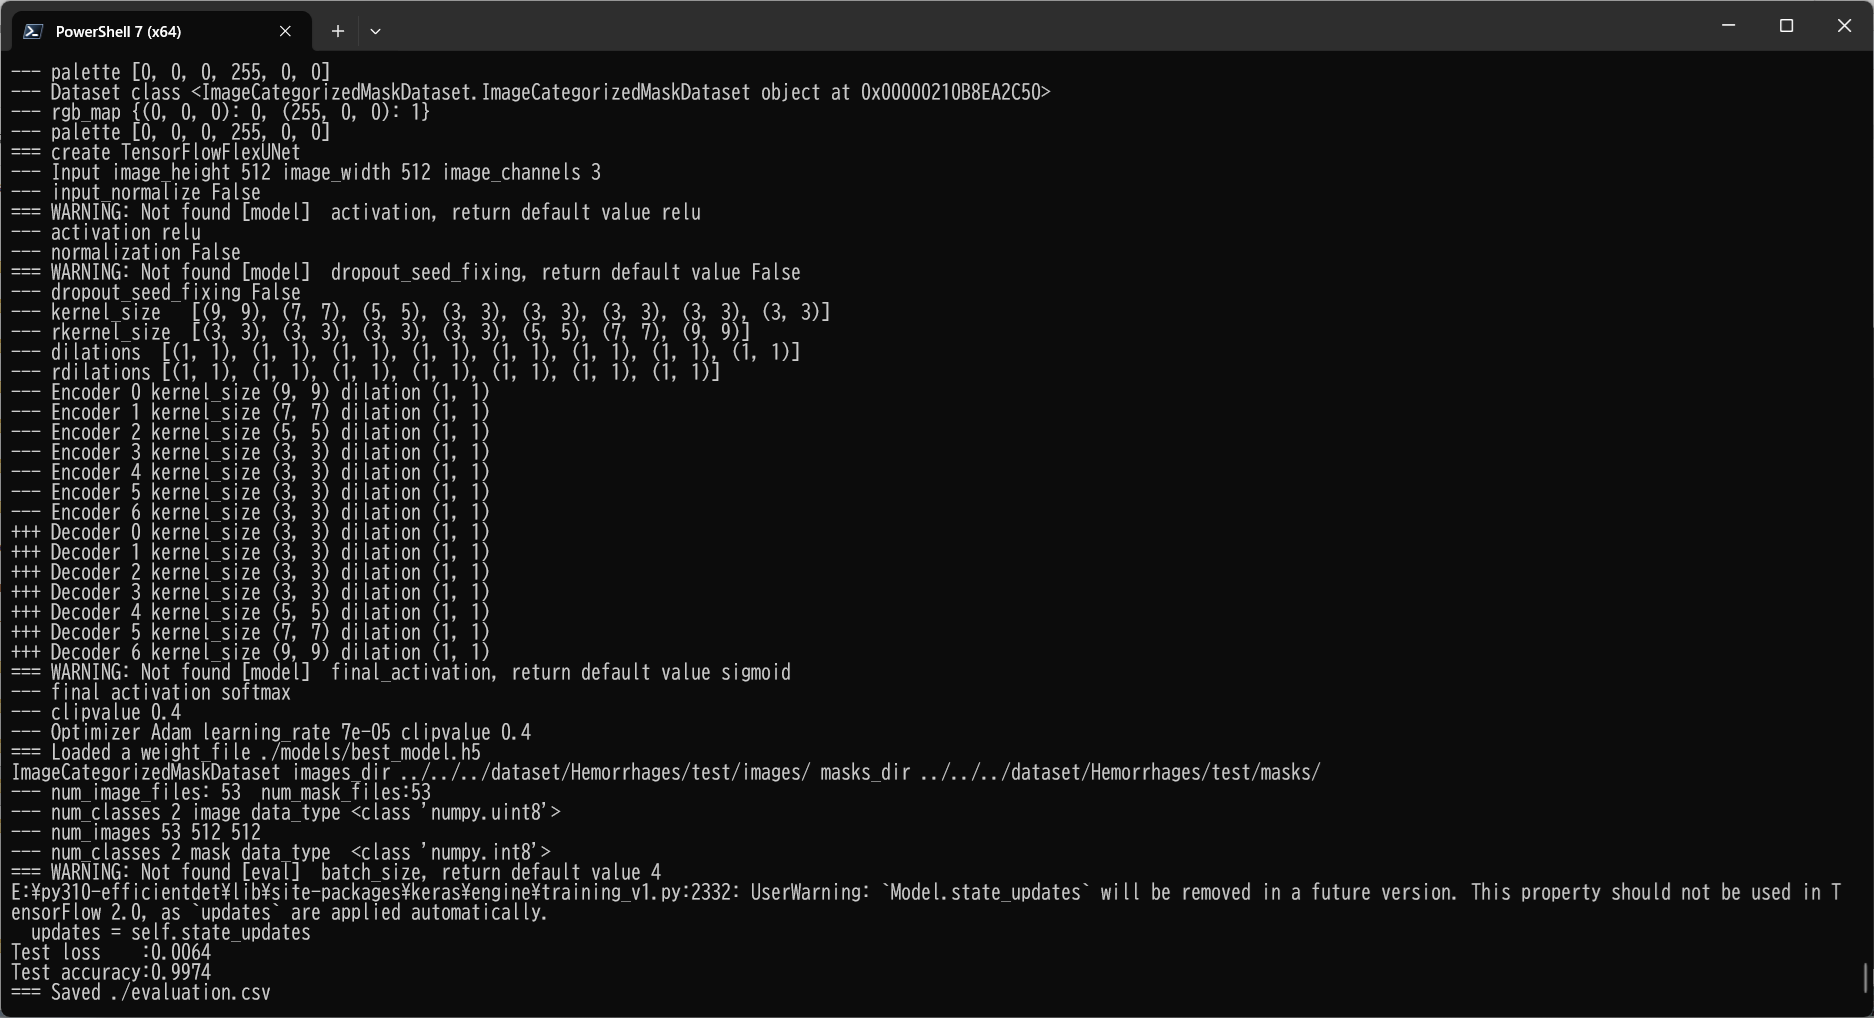 PowerShell 7 (x64)
--- palette [0, 0, 0, 255, 0, 0]
--- Dataset class <ImageCategorizedMaskDataset.ImageCategorizedMaskDataset object at 0x00000210B8EA2C50>
--- rgb_map {(0, 0, 0): 0, (255, 0, 0): 1}
--- palette [0, 0, 0, 255, 0, 0]
=== create TensorFlowFlexUNet
--- Input image_height 512 image_width 512 image_channels 3
--- input_normalize False
=== WARNING: Not found [model]  activation, return default value relu
--- activation relu
--- normalization False
=== WARNING: Not found [model]  dropout_seed_fixing, return default value False
--- dropout_seed_fixing False
--- kernel_size   [(9, 9), (7, 7), (5, 5), (3, 3), (3, 3), (3, 3), (3, 3), (3, 3)]
--- rkernel_size  [(3, 3), (3, 3), (3, 3), (3, 3), (5, 5), (7, 7), (9, 9)]
--- dilations  [(1, 1), (1, 1), (1, 1), (1, 1), (1, 1), (1, 1), (1, 1), (1, 1)]
--- rdilations [(1, 1), (1, 1), (1, 1), (1, 1), (1, 1), (1, 1), (1, 1)]
--- Encoder 0 kernel_size (9, 9) dilation (1, 1)
--- Encoder 1 kernel_size (7, 7) dilation (1, 1)
--- Encoder 2 kernel_size (5, 5) dilation (1, 1)
--- Encoder 3 kernel_size (3, 3) dilation (1, 1)
--- Encoder 4 kernel_size (3, 3) dilation (1, 1)
--- Encoder 5 kernel_size (3, 3) dilation (1, 1)
--- Encoder 6 kernel_size (3, 3) dilation (1, 1)
+++ Decoder 0 kernel_size (3, 3) dilation (1, 1)
+++ Decoder 1 kernel_size (3, 3) dilation (1, 1)
+++ Decoder 2 kernel_size (3, 3) dilation (1, 1)
+++ Decoder 3 kernel_size (3, 3) dilation (1, 1)
+++ Decoder 4 kernel_size (5, 5) dilation (1, 1)
+++ Decoder 5 kernel_size (7, 7) dilation (1, 1)
+++ Decoder 6 kernel_size (9, 9) dilation (1, 1)
=== WARNING: Not found [model]  final_activation, return default value sigmoid
--- final activation softmax
--- clipvalue 0.4
--- Optimizer Adam learning_rate 7e-05 clipvalue 0.4
=== Loaded a weight_file ./models/best_model.h5
ImageCategorizedMaskDataset images_dir ../../../dataset/Hemorrhages/test/images/ masks_dir ../../../dataset/Hemorrhages/test/masks/
--- num_image_files: 53  num_mask_files:53
--- num_classes 2 image data_type <class 'numpy.uint8'>
--- num_images 53 512 512
--- num_classes 2 mask data_type  <class 'numpy.int8'>
=== WARNING: Not found [eval]  batch_size, return default value 4
E:¥py310-efficientdet¥lib¥site-packages¥keras¥engine¥training_v1.py:2332: UserWarning: `Model.state_updates` will be removed in a future version. This property should not be used in T
ensorFlow 2.0, as `updates` are applied automatically.
  updates = self.state_updates
Test loss    :0.0064
Test accuracy:0.9974
=== Saved ./evaluation.csv